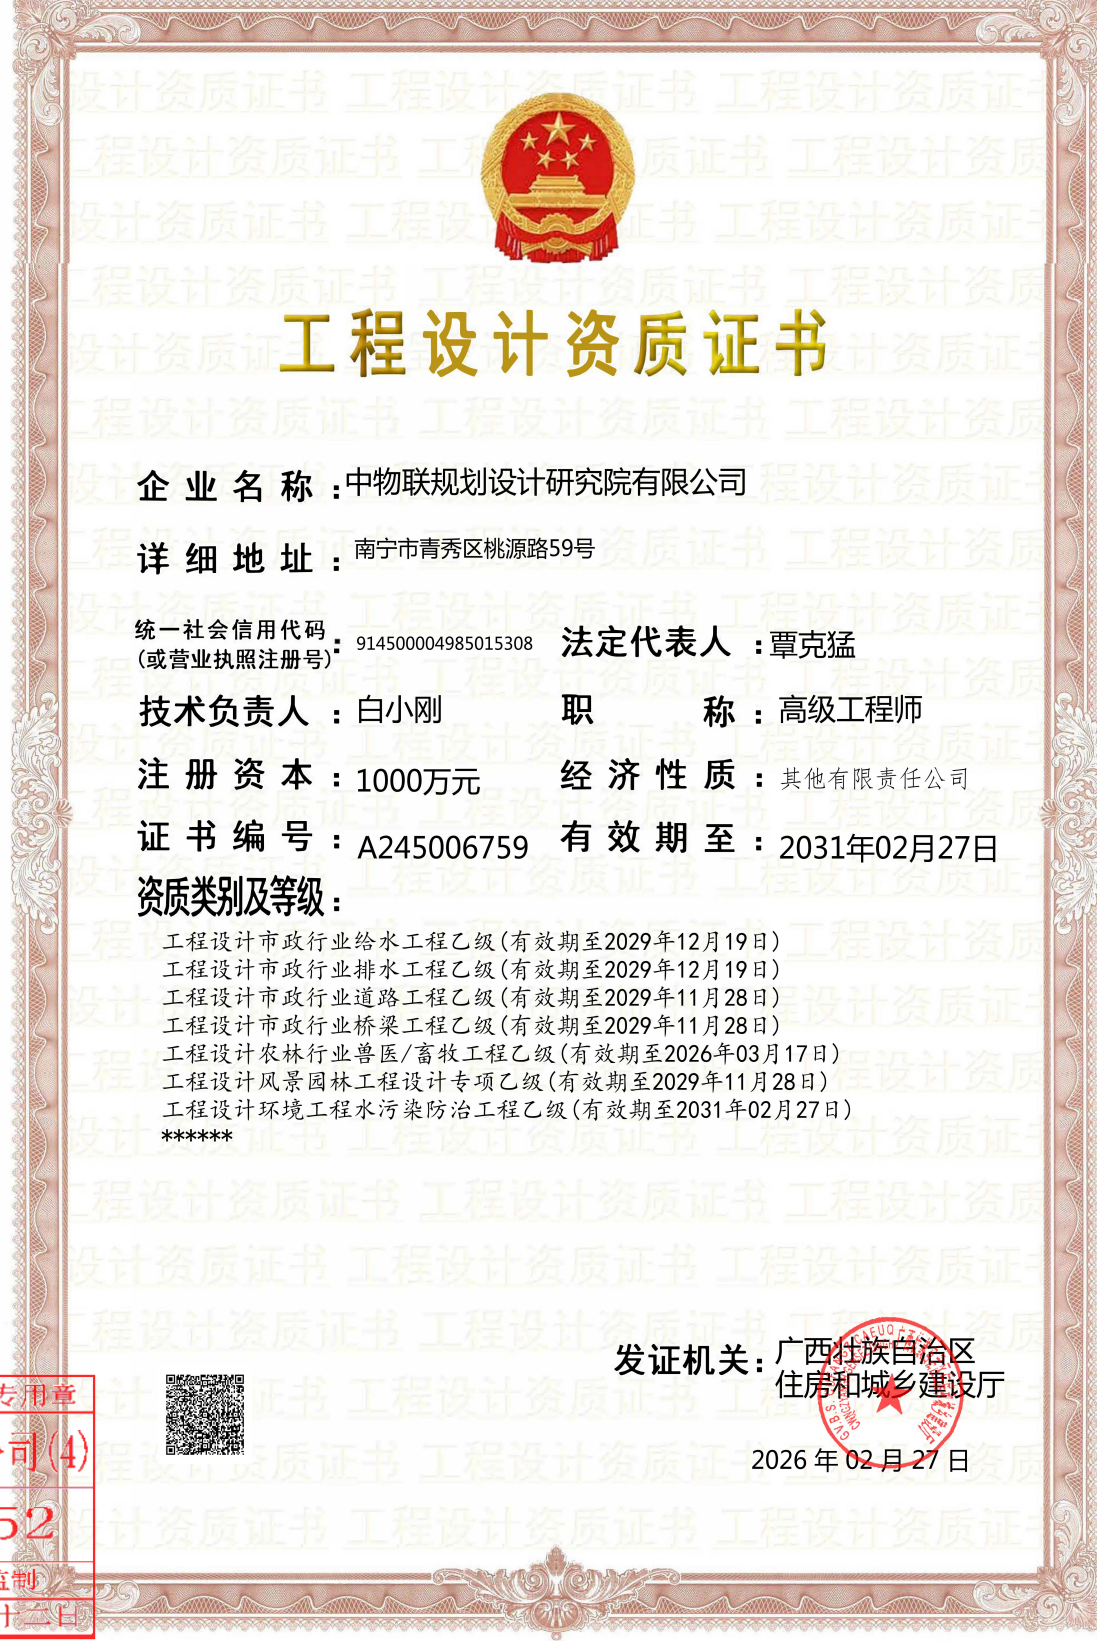 工程设计资质证书
企业名称：中物联规划设计研究院有限公司
详细地址：南宁市青秀区桃源路59号
统一社会信用代码
(或营业执照注册号)：914500004985015308 法定代表人：覃克猛
技术负责人：白小刚 职称：高级工程师
注册资本：1000万元 经济性质：其他有限责任公司
证书编号：A245006759 有效期至：2031年02月27日
资质类别及等级：
工程设计市政行业给水工程乙级(有效期至2029年12月19日)
工程设计市政行业排水工程乙级(有效期至2029年12月19日)
工程设计市政行业道路工程乙级(有效期至2029年11月28日)
工程设计市政行业桥梁工程乙级(有效期至2029年11月28日)
工程设计农林行业兽医/畜牧工程乙级(有效期至2026年03月17日)
工程设计风景园林工程设计专项乙级(有效期至2029年11月28日)
工程设计环境工程水污染防治工程乙级(有效期至2031年02月27日)
******
发证机关：广西壮族自治区
住房和城乡建设厅
2026年02月27日
专用章
司(4)
52
监制
十二日